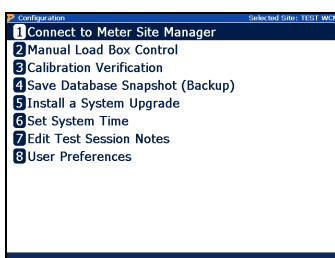 Configuration
Selected Site: TEST WCM
1 Connect to Meter Site Manager
2 Manual Load Box Control
3 Calibration Verification
4 Save Database Snapshot (Backup)
5 Install a System Upgrade
6 Set System Time
7 Edit Test Session Notes
8 User Preferences